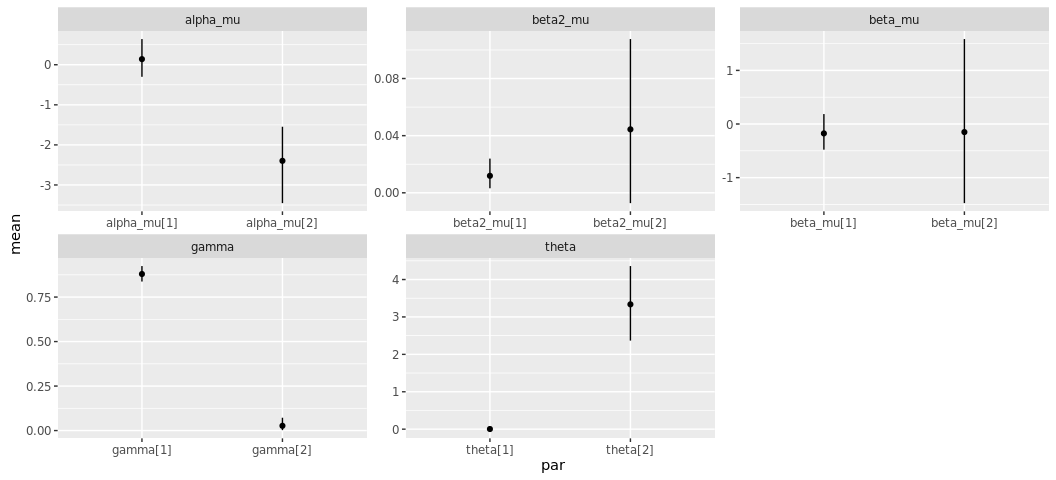 alpha_mu
beta2_mu
beta_mu
0
-1
-2
-3
0.08
0.04
0.00
1
0
-1
alpha_mu[1] alpha_mu[2]
beta2_mu[1] beta2_mu[2]
beta_mu[1] beta_mu[2]
mean
gamma
theta
0.75
0.50
0.25
0.00
4
3
2
1
0
gamma[1] gamma[2]
theta[1] theta[2]
par